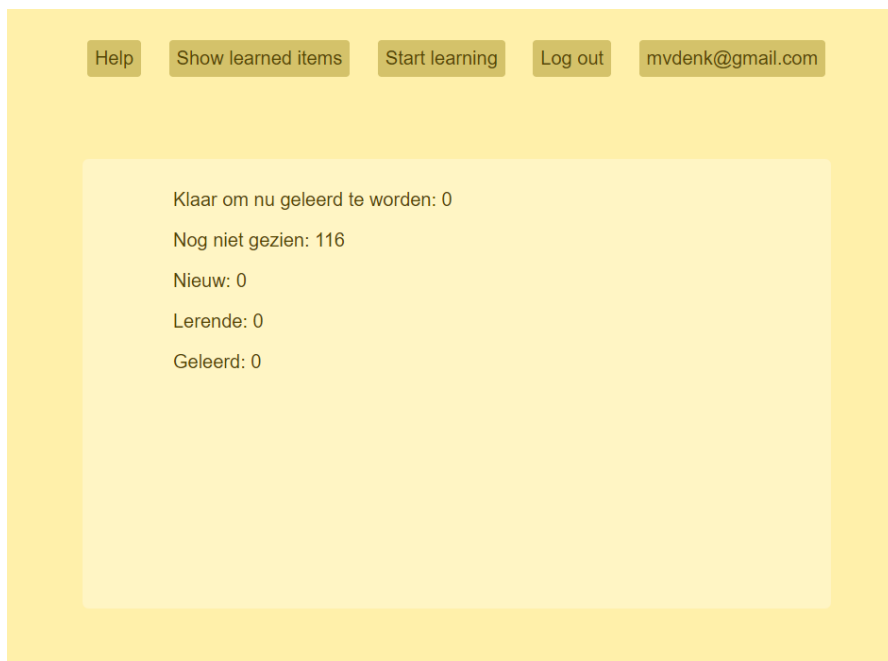 Help Show learned items Start learning Log out mvdenk@gmail.com
Klaar om nu geleerd te worden: 0
Nog niet gezien: 116
Nieuw: 0
Lerende: 0
Geleerd: 0